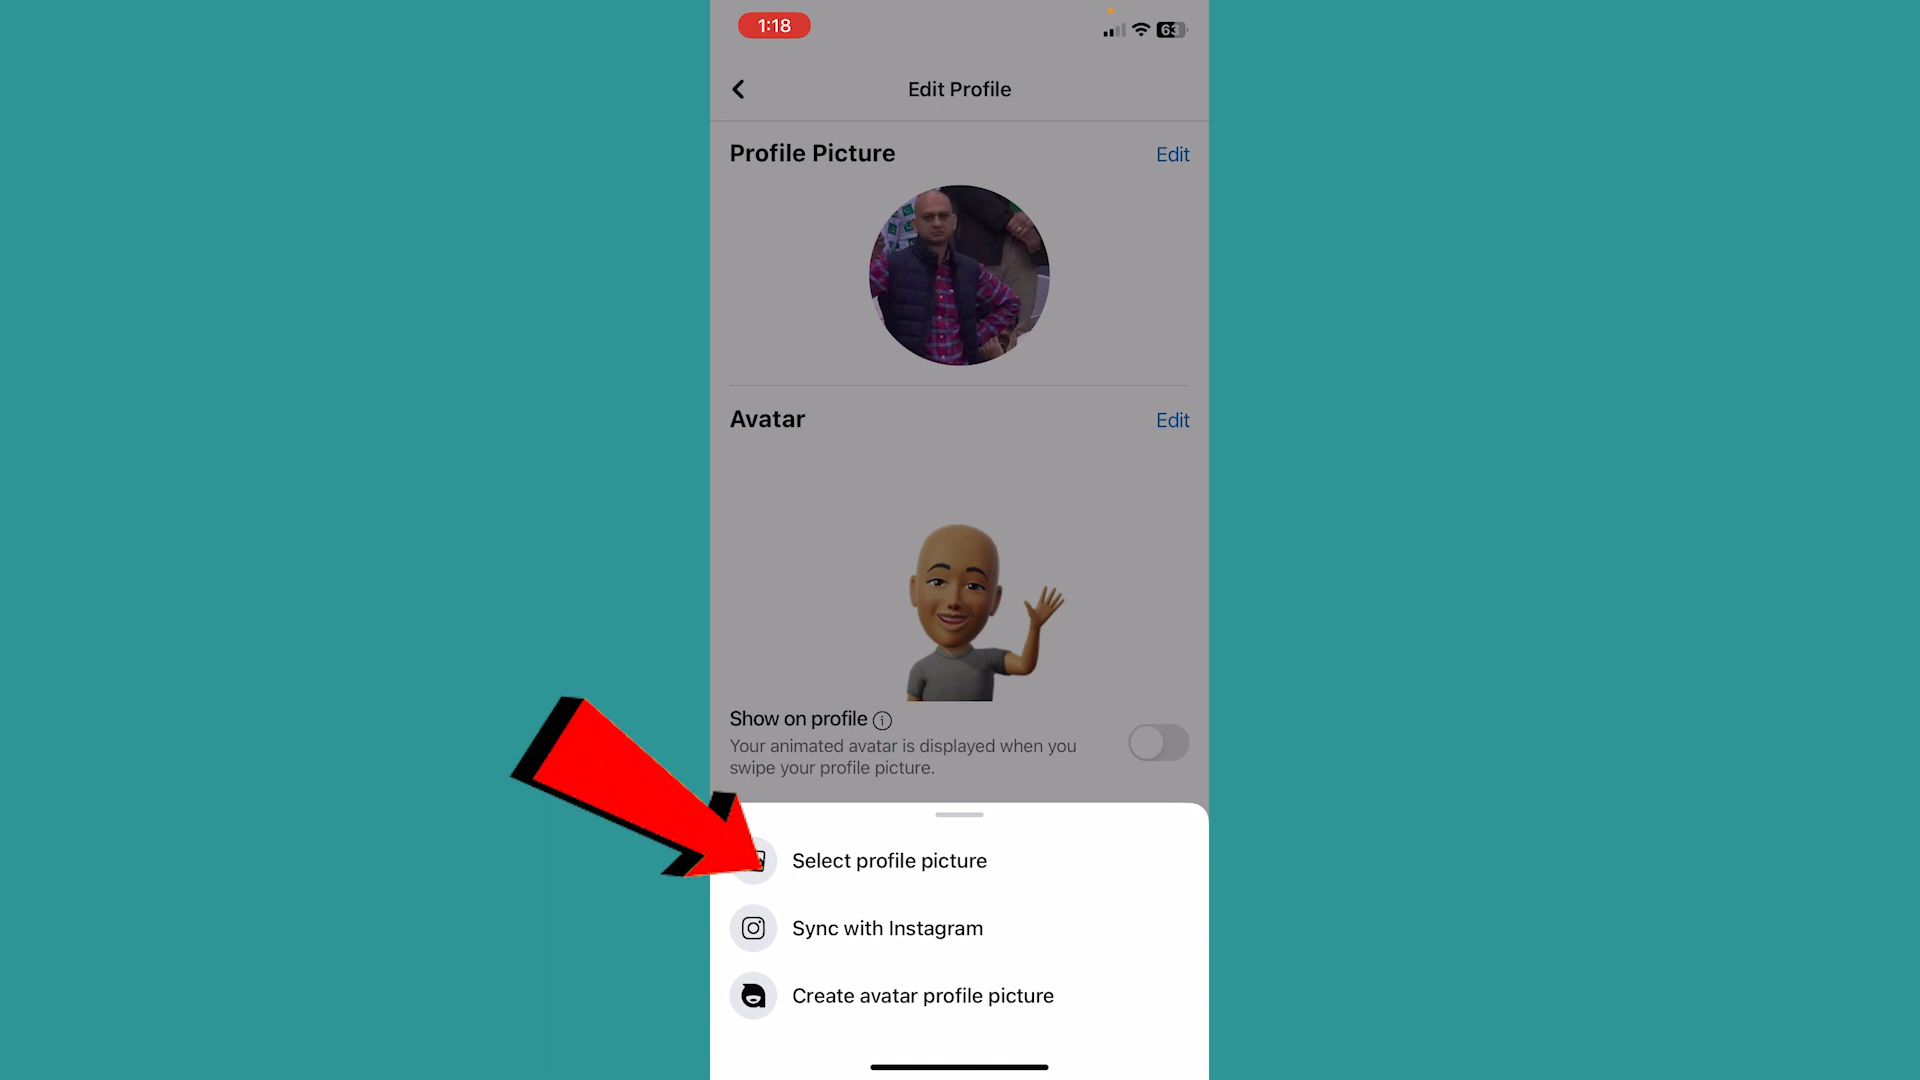 1:18
63
Edit Profile
Profile Picture
Edit
Avatar
Edit
Show on profile
Your animated avatar is displayed when you
swipe your profile picture.
Select profile picture
Sync with Instagram
Create avatar profile picture